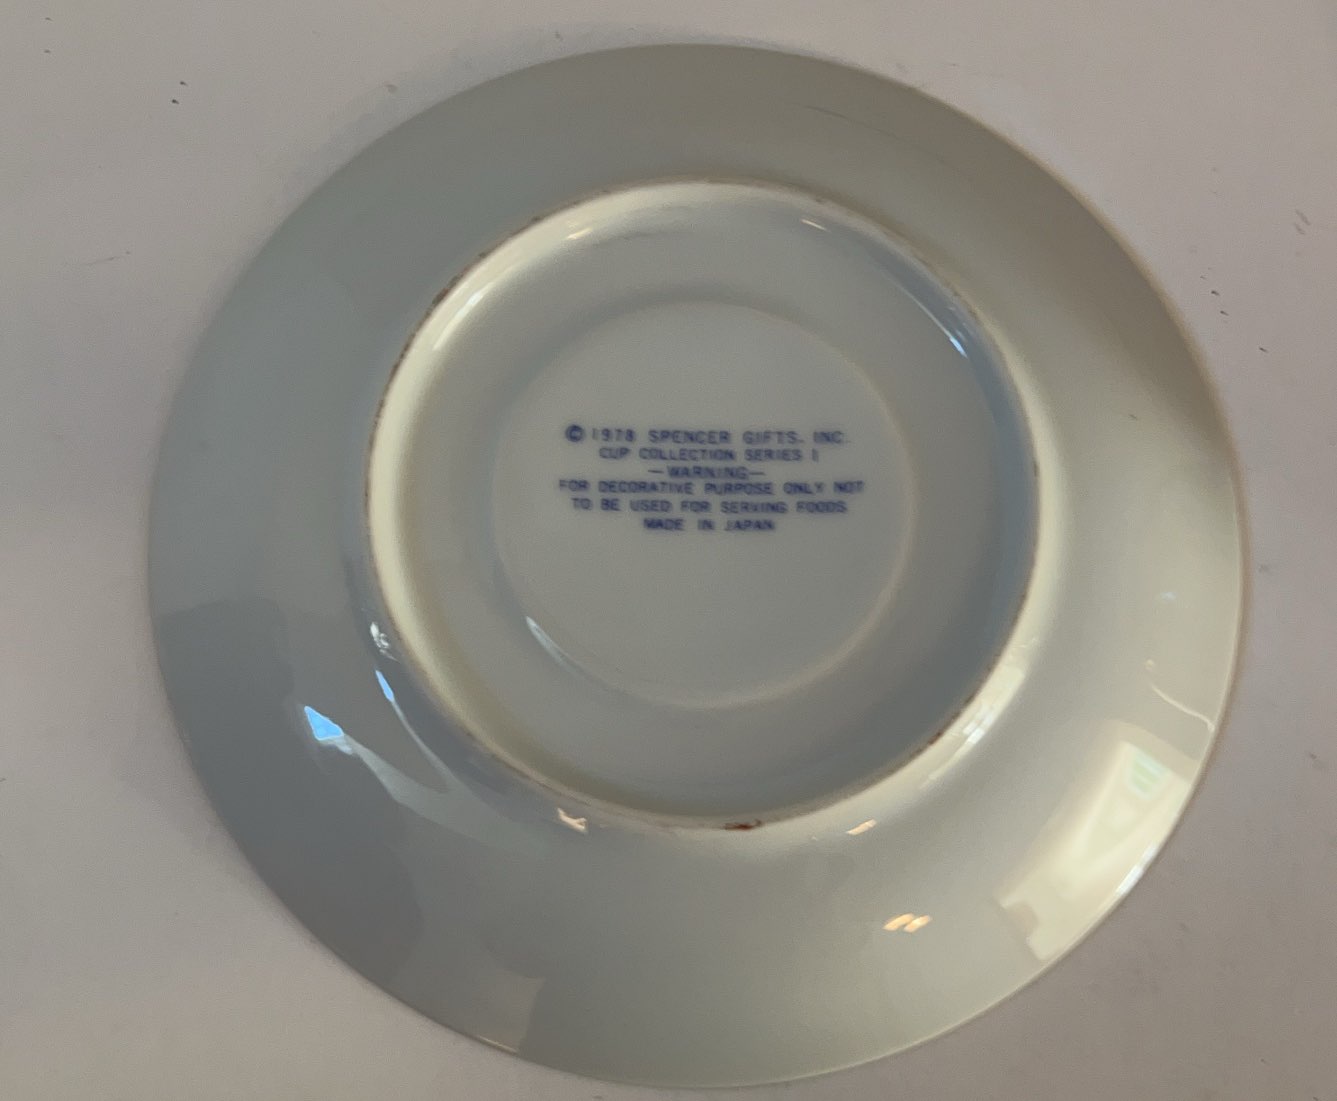 © 1978 SPENCER GIFTS. INC.
CUP COLLECTION SERIES I
—WARNING—
FOR DECORATIVE PURPOSE ONLY NOT
TO BE USED FOR SERVING FOODS
MADE IN JAPAN